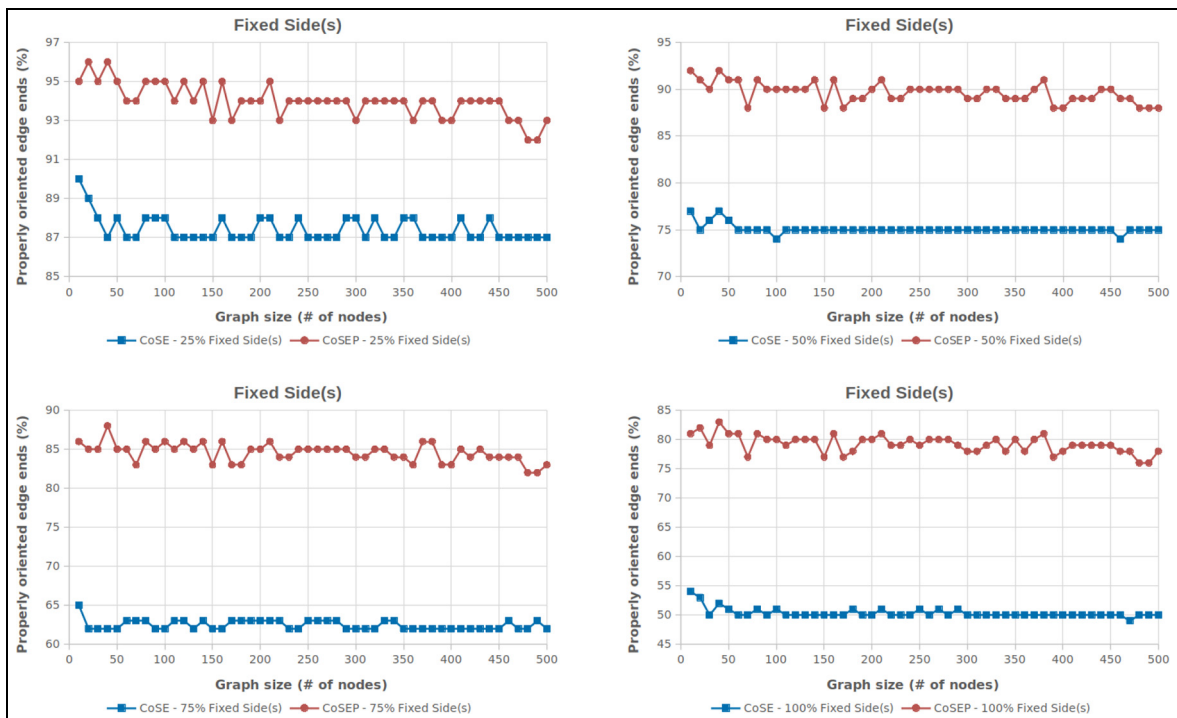 Fixed Side(s)
Properly oriented edge ends (%)
97
95
93
91
89
87
85
0 50 100 150 200 250 300 350 400 450 500
Graph size (# of nodes)
CoSE - 25% Fixed Side(s) CoSEP - 25% Fixed Side(s)
Fixed Side(s)
Properly oriented edge ends (%)
95
90
85
80
75
70
0 50 100 150 200 250 300 350 400 450 500
Graph size (# of nodes)
CoSE - 50% Fixed Side(s) CoSEP - 50% Fixed Side(s)
Fixed Side(s)
Properly oriented edge ends (%)
90
85
80
75
70
65
60
0 50 100 150 200 250 300 350 400 450 500
Graph size (# of nodes)
CoSE - 75% Fixed Side(s) CoSEP - 75% Fixed Side(s)
Fixed Side(s)
Properly oriented edge ends (%)
85
80
75
70
65
60
55
50
45
0 50 100 150 200 250 300 350 400 450 500
Graph size (# of nodes)
CoSE - 100% Fixed Side(s) CoSEP - 100% Fixed Side(s)